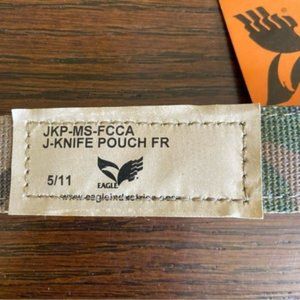 JKP-MS-FCCA
J-KNIFE POUCH FR
5/11
EAGLE